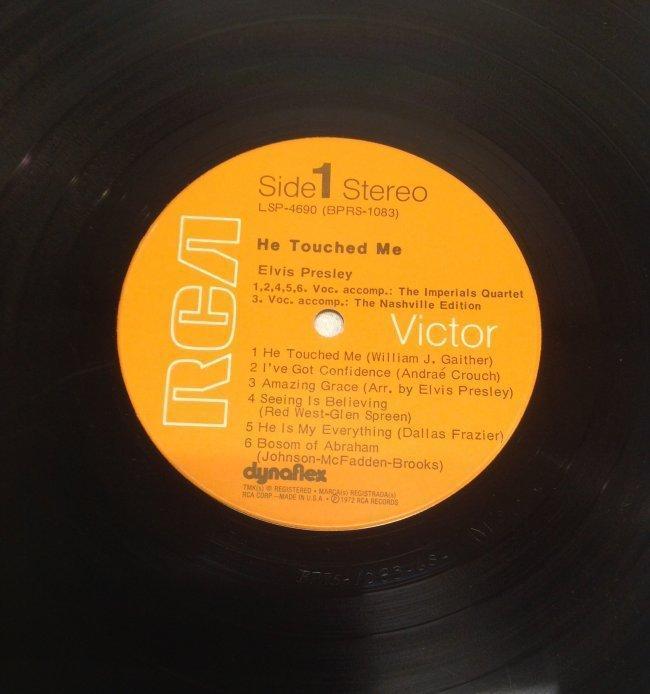 Side 1 Stereo
LSP-4690 (BPRS-1083)
He Touched Me
Elvis Presley
1,2,4,5,6. Voc. accomp.: The Imperials Quartet
3. Voc. accomp.: The Nashville Edition
RCA
Victor
1 He Touched Me (William J. Gaither)
2 I've Got Confidence (Andraé Crouch)
3 Amazing Grace (Arr. by Elvis Presley)
4 Seeing Is Believing
(Red West-Glen Spreen)
5 He Is My Everything (Dallas Frazier)
6 Bosom of Abraham
(Johnson-McFadden-Brooks)
dynaflex
TMK(s) ® REGISTERED • MARCA(s) REGISTRADA(s)
RCA CORP.—MADE IN U.S.A. • Ⓟ 1972 RCA RECORDS